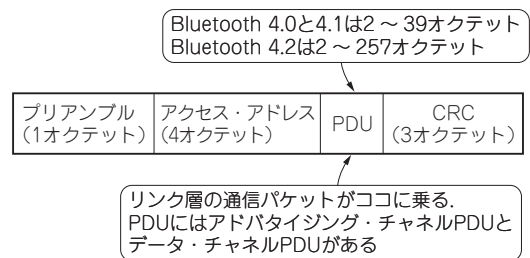 Bluetooth 4.0と4.1は2 ～ 39オクテット
Bluetooth 4.2は2 ～ 257オクテット
プリアンブル
(1オクテット)
アクセス・アドレス
(4オクテット)
PDU
CRC
(3オクテット)
リンク層の通信パケットがココに乗る.
PDUにはアドバタイジング・チャネルPDUと
データ・チャネルPDUがある